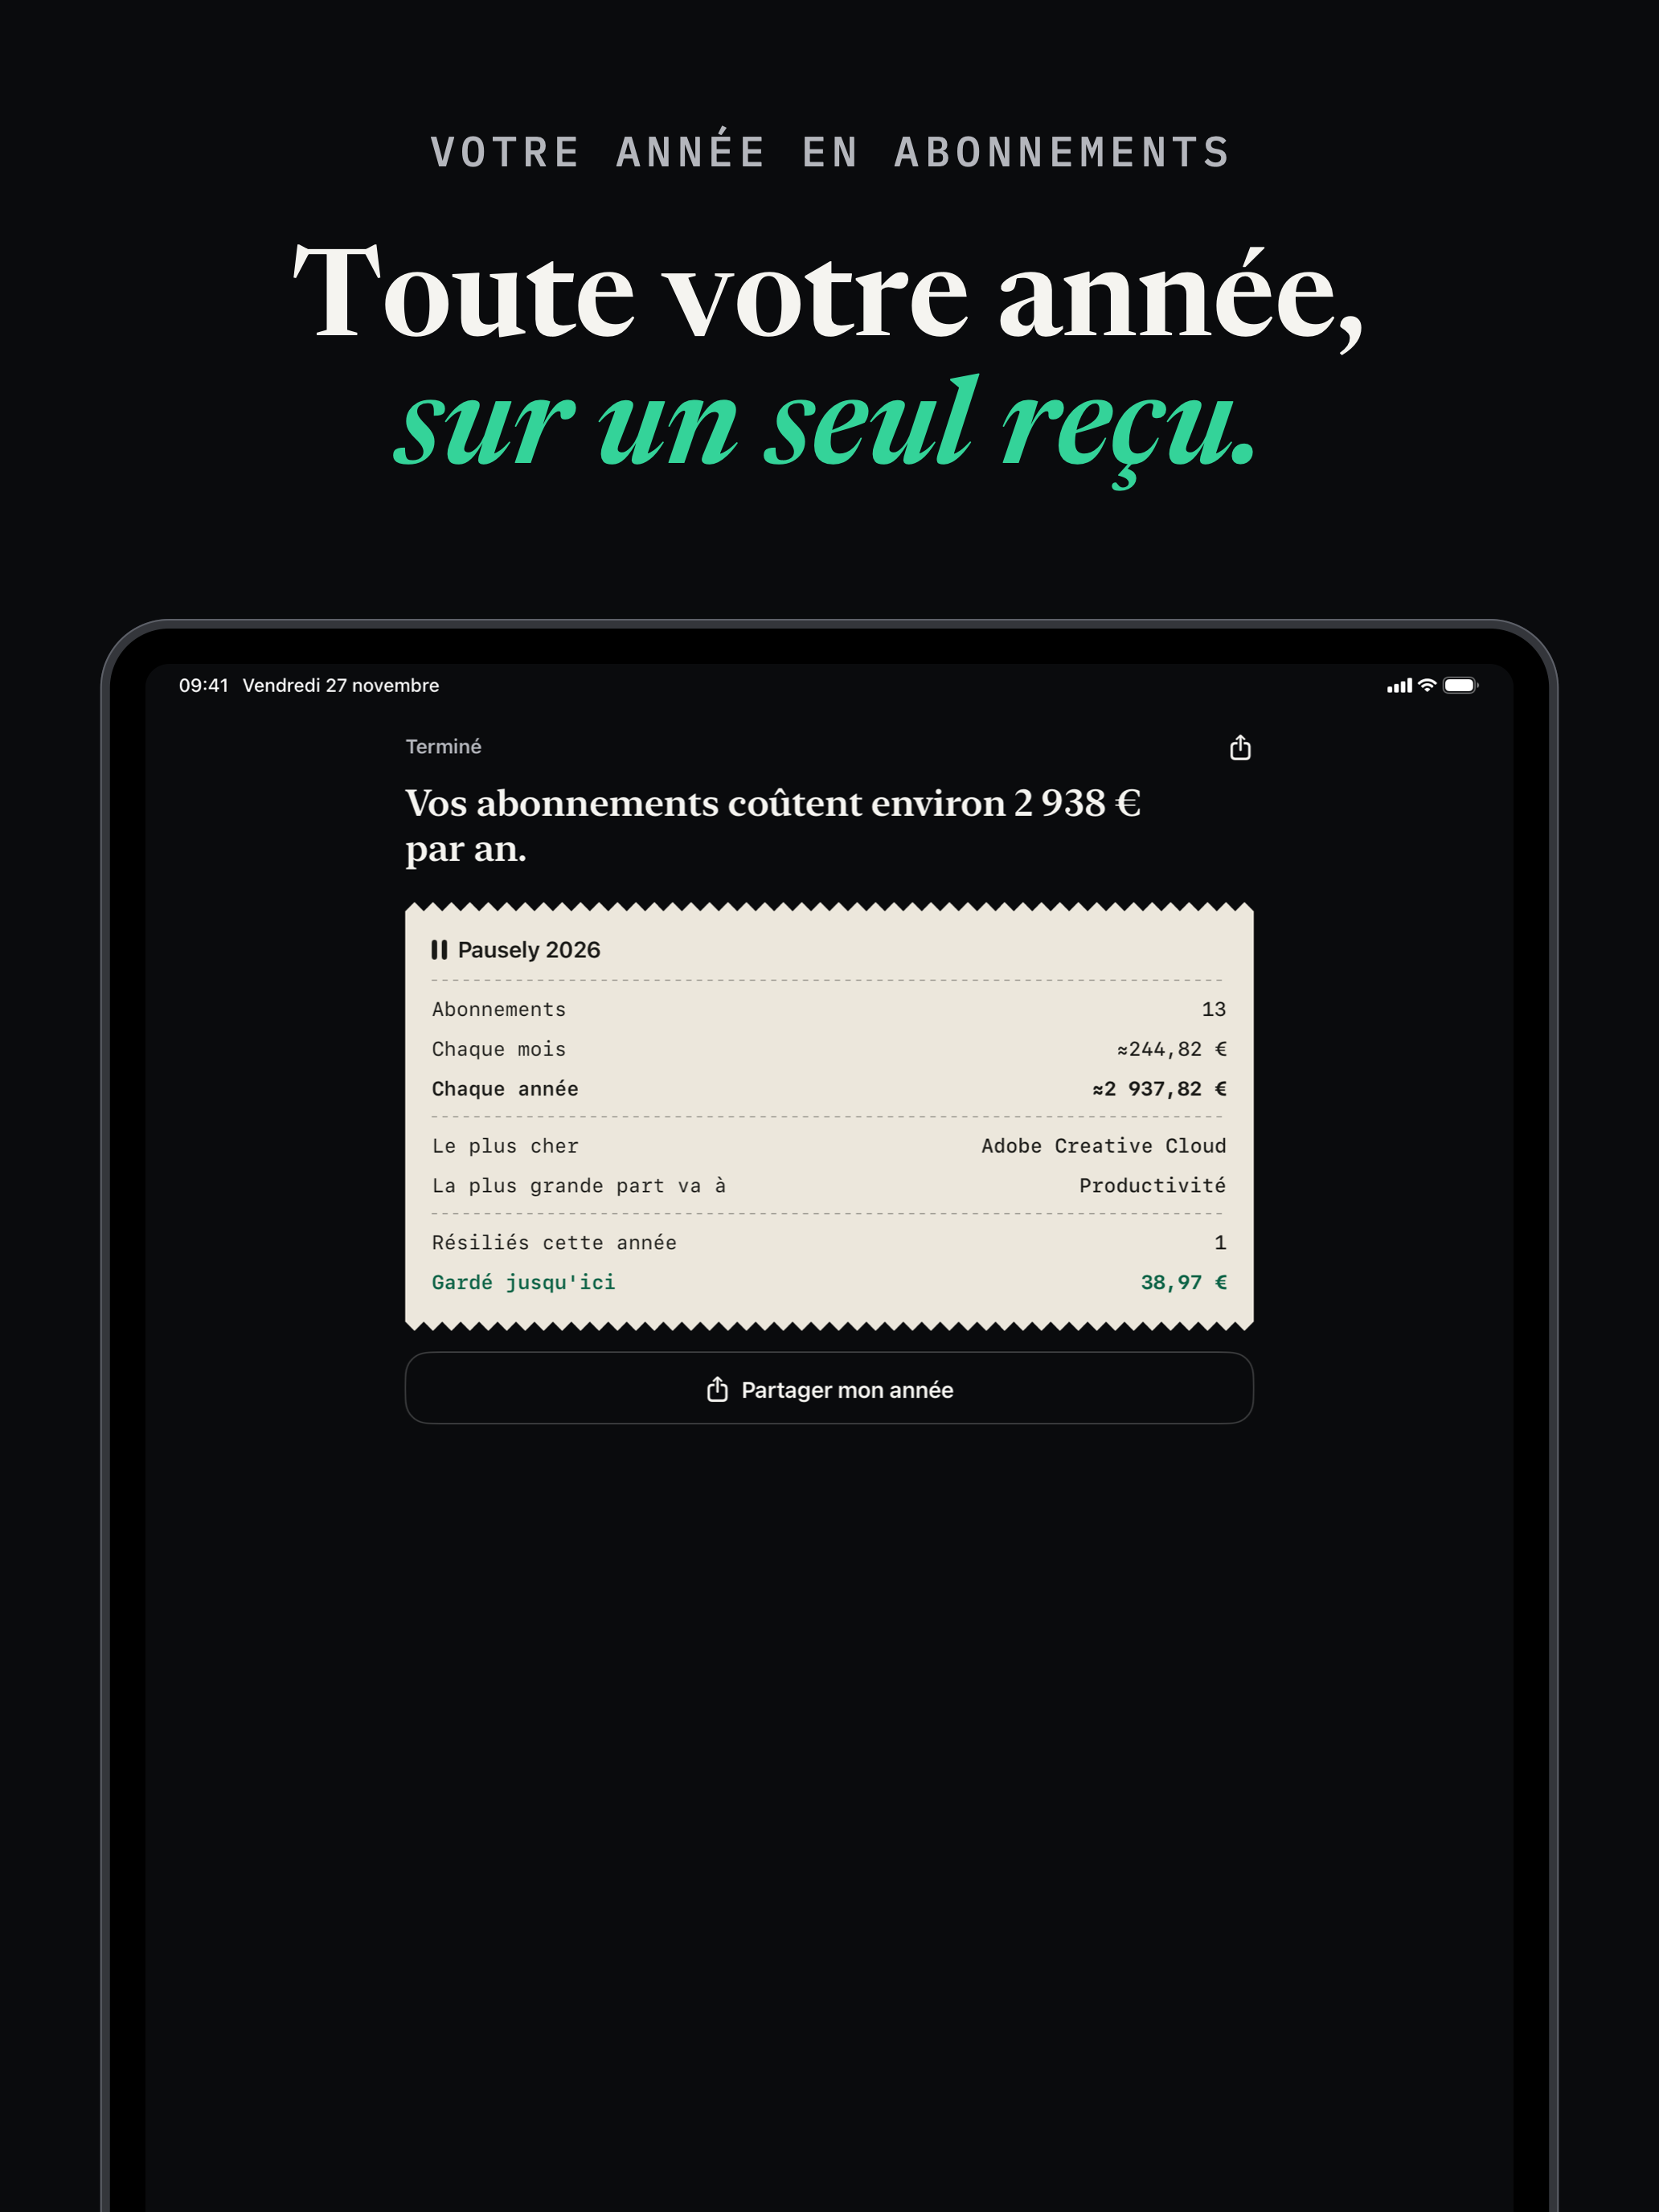 VOTRE ANNÉE EN ABONNEMENTS
Toute votre année,
sur un seul reçu.
09:41 Vendredi 27 novembre
Terminé
Vos abonnements coûtent environ 2 938 €
par an.
Pausely 2026
Abonnements 13
Chaque mois ≈244,82 €
Chaque année ≈2 937,82 €
Le plus cher Adobe Creative Cloud
La plus grande part va à Productivité
Résiliés cette année 1
Gardé jusqu'ici 38,97 €
Partager mon année